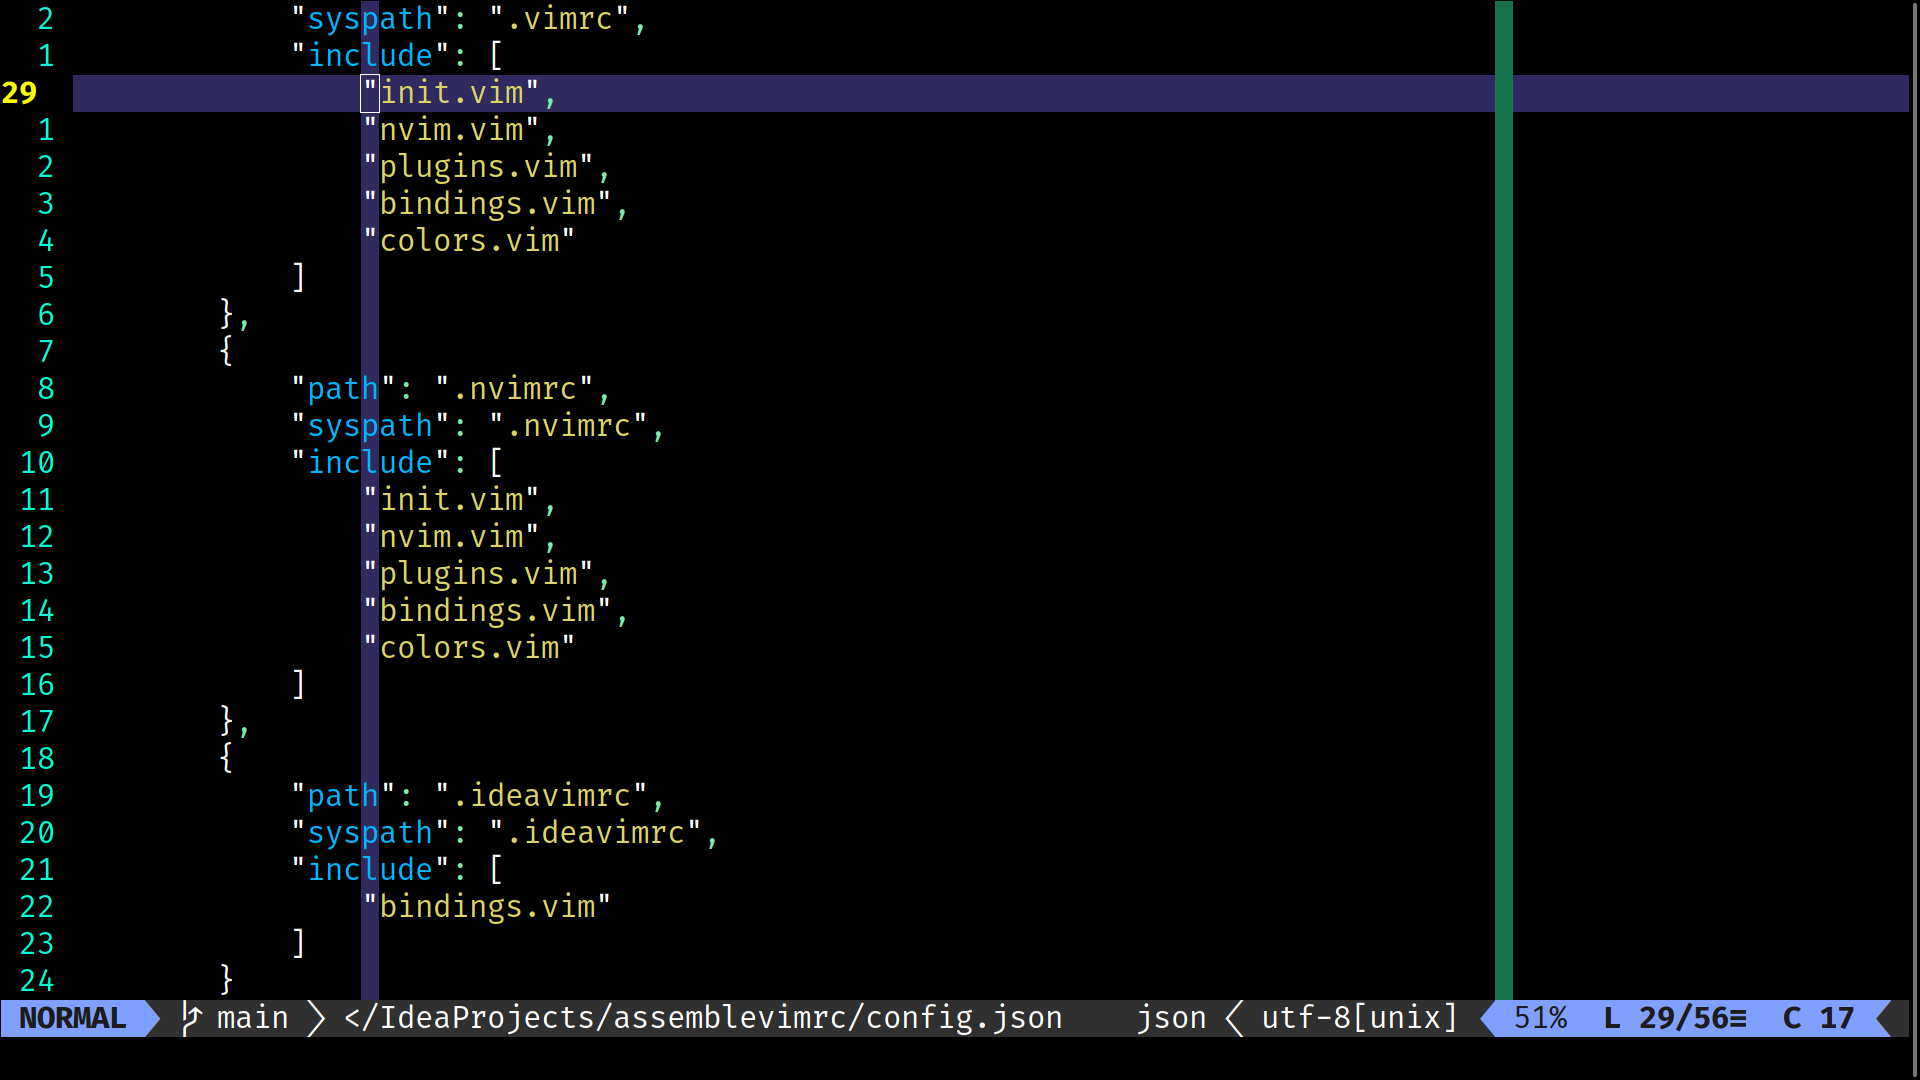 2 "syspath": ".vimrc",
1 "include": [
29 "init.vim",
1 "nvim.vim",
2 "plugins.vim",
3 "bindings.vim",
4 "colors.vim"
5 ]
6 },
7 {
8 "path": ".nvimrc",
9 "syspath": ".nvimrc",
10 "include": [
11 "init.vim",
12 "nvim.vim",
13 "plugins.vim",
14 "bindings.vim",
15 "colors.vim"
16 ]
17 },
18 {
19 "path": ".ideavimrc",
20 "syspath": ".ideavimrc",
21 "include": [
22 "bindings.vim"
23 ]
24 }
NORMAL main </IdeaProjects/assemblevimrc/config.json json utf-8[unix] 51% L 29/56≡ C 17